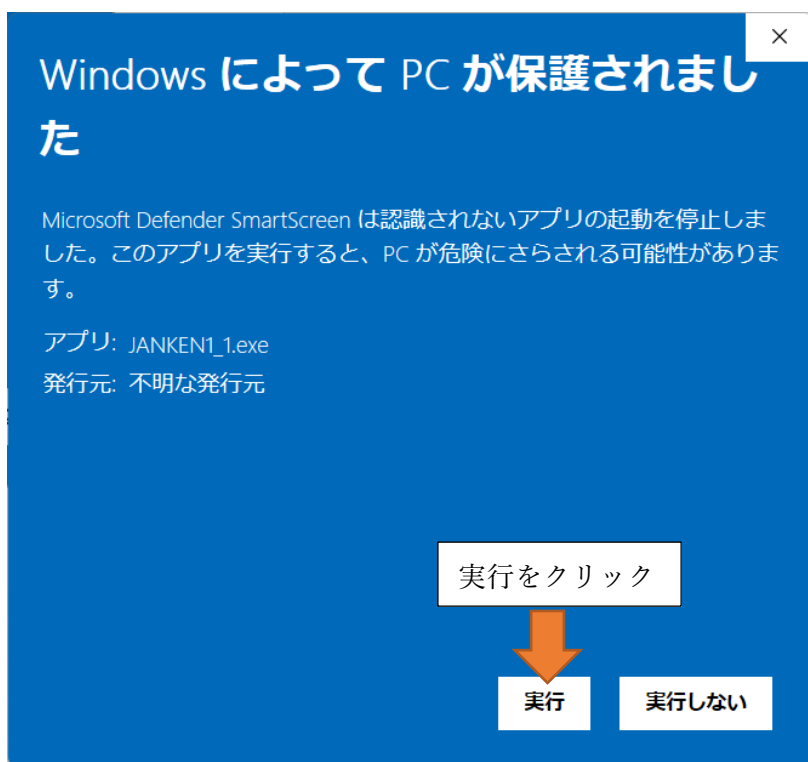 Windows によって PC が保護されまし
た
Microsoft Defender SmartScreen は認識されないアプリの起動を停止しま
した。このアプリを実行すると、PC が危険にさらされる可能性がありま
す。
アプリ: JANKEN1_1.exe
発行元: 不明な発行元
実行をクリック
実行 実行しない